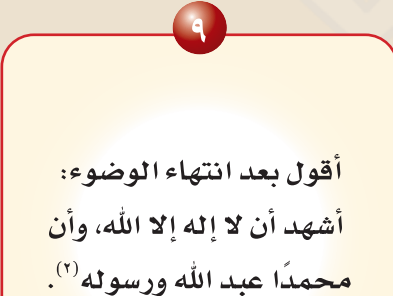 ٩
أقول بعد انتهاء الوضوء:
أشهد أن لا إله إلا الله، وأن
محمدًا عبد الله ورسوله(٢).